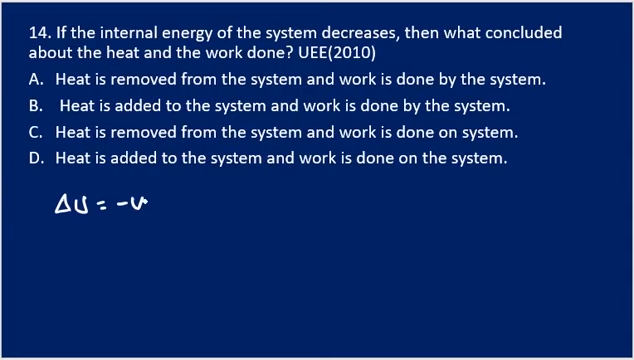 14. If the internal energy of the system decreases, then what concluded
about the heat and the work done? UEE(2010)
A. Heat is removed from the system and work is done by the system.
B. Heat is added to the system and work is done by the system.
C. Heat is removed from the system and work is done on system.
D. Heat is added to the system and work is done on the system.
ΔU = -v